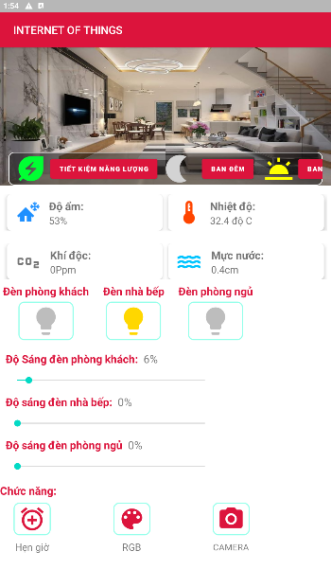 1:54
INTERNET OF THINGS
TIẾT KIỆM NĂNG LƯỢNG
BAN ĐÊM
BAN
Độ ẩm:
53%
Nhiệt độ:
32.4 độ C
CO2
Khí độc:
0Ppm
Mực nước:
0.4cm
Đèn phòng khách Đèn nhà bếp Đèn phòng ngủ
Độ Sáng đèn phòng khách: 6%
Độ sáng đèn nhà bếp: 0%
Độ sáng đèn phòng ngủ 0%
Chức năng:
Hẹn giờ
RGB
CAMERA